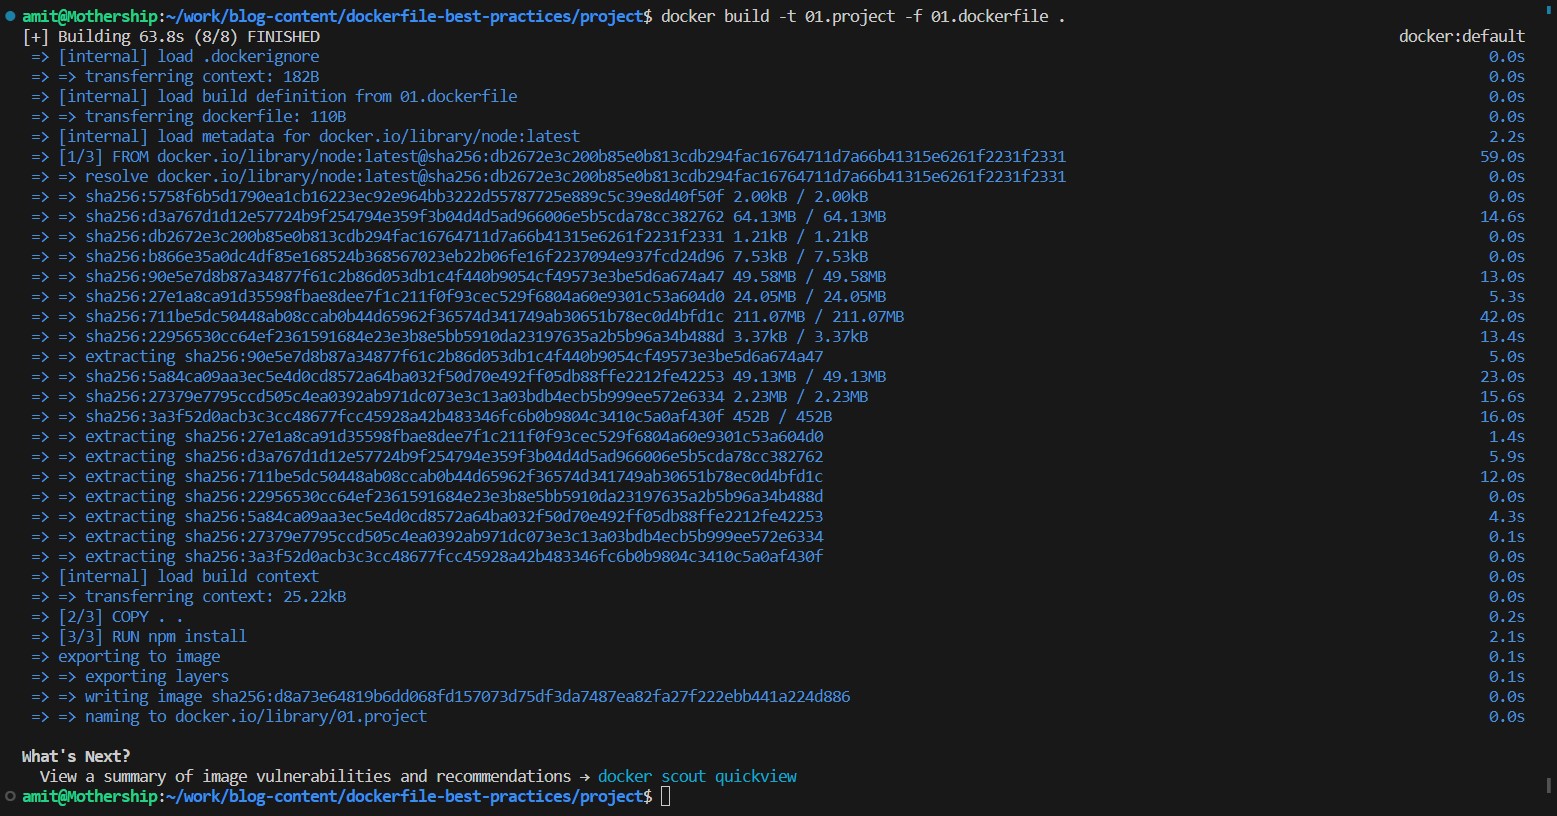 amit@Mothership:~/work/blog-content/dockerfile-best-practices/project$ docker build -t 01.project -f 01.dockerfile .
[+] Building 63.8s (8/8) FINISHED docker:default
=> [internal] load .dockerignore 0.0s
=> => transferring context: 182B 0.0s
=> [internal] load build definition from 01.dockerfile 0.0s
=> => transferring dockerfile: 110B 0.0s
=> [internal] load metadata for docker.io/library/node:latest 2.2s
=> [1/3] FROM docker.io/library/node:latest@sha256:db2672e3c200b85e0b813cdb294fac16764711d7a66b41315e6261f2231f2331 59.0s
=> => resolve docker.io/library/node:latest@sha256:db2672e3c200b85e0b813cdb294fac16764711d7a66b41315e6261f2231f2331 0.0s
=> => sha256:5758f6b5d1790ea1cb16223ec92e964bb3222d55787725e889c5c39e8d40f50f 2.00kB / 2.00kB 0.0s
=> => sha256:d3a767d1d12e57724b9f254794e359f3b04d4d5ad966006e5b5cda78cc382762 64.13MB / 64.13MB 14.6s
=> => sha256:db2672e3c200b85e0b813cdb294fac16764711d7a66b41315e6261f2231f2331 1.21kB / 1.21kB 0.0s
=> => sha256:b866e35a0dc4df85e168524b368567023eb22b06fe16f2237094e937fcd24d96 7.53kB / 7.53kB 0.0s
=> => sha256:90e5e7d8b87a34877f61c2b86d053db1c4f440b9054cf49573e3be5d6a674a47 49.58MB / 49.58MB 13.0s
=> => sha256:27e1a8ca91d35598fbae8dee7f1c211f0f93cec529f6804a60e9301c53a604d0 24.05MB / 24.05MB 5.3s
=> => sha256:711be5dc50448ab08ccab0b44d65962f36574d341749ab30651b78ec0d4bfd1c 211.07MB / 211.07MB 42.0s
=> => sha256:22956530cc64ef2361591684e23e3b8e5bb5910da23197635a2b5b96a34b488d 3.37kB / 3.37kB 13.4s
=> => extracting sha256:90e5e7d8b87a34877f61c2b86d053db1c4f440b9054cf49573e3be5d6a674a47 5.0s
=> => sha256:5a84ca09aa3ec5e4d0cd8572a64ba032f50d70e492ff05db88ffe2212fe42253 49.13MB / 49.13MB 23.0s
=> => sha256:27379e7795ccd505c4ea0392ab971dc073e3c13a03bdb4ecb5b999ee572e6334 2.23MB / 2.23MB 15.6s
=> => sha256:3a3f52d0acb3c3cc48677fcc45928a42b483346fc6b0b9804c3410c5a0af430f 452B / 452B 16.0s
=> => extracting sha256:27e1a8ca91d35598fbae8dee7f1c211f0f93cec529f6804a60e9301c53a604d0 1.4s
=> => extracting sha256:d3a767d1d12e57724b9f254794e359f3b04d4d5ad966006e5b5cda78cc382762 5.9s
=> => extracting sha256:711be5dc50448ab08ccab0b44d65962f36574d341749ab30651b78ec0d4bfd1c 12.0s
=> => extracting sha256:22956530cc64ef2361591684e23e3b8e5bb5910da23197635a2b5b96a34b488d 0.0s
=> => extracting sha256:5a84ca09aa3ec5e4d0cd8572a64ba032f50d70e492ff05db88ffe2212fe42253 4.3s
=> => extracting sha256:27379e7795ccd505c4ea0392ab971dc073e3c13a03bdb4ecb5b999ee572e6334 0.1s
=> => extracting sha256:3a3f52d0acb3c3cc48677fcc45928a42b483346fc6b0b9804c3410c5a0af430f 0.0s
=> [internal] load build context 0.0s
=> => transferring context: 25.22kB 0.0s
=> [2/3] COPY . . 0.2s
=> [3/3] RUN npm install 2.1s
=> exporting to image 0.1s
=> => exporting layers 0.1s
=> => writing image sha256:d8a73e64819b6dd068fd157073d75df3da7487ea82fa27f222ebb441a224d886 0.0s
=> => naming to docker.io/library/01.project 0.0s
What's Next?
View a summary of image vulnerabilities and recommendations → docker scout quickview
amit@Mothership:~/work/blog-content/dockerfile-best-practices/project$